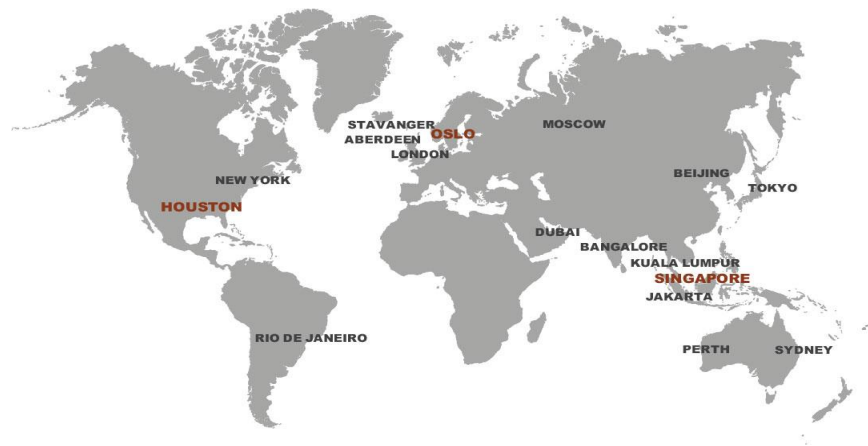 STAVANGER
OSLO
MOSCOW
ABERDEEN
LONDON
BEIJING
NEW YORK
TOKYO
HOUSTON
DUBAI
BANGALORE
KUALA LUMPUR
SINGAPORE
JAKARTA
RIO DE JANEIRO
PERTH
SYDNEY